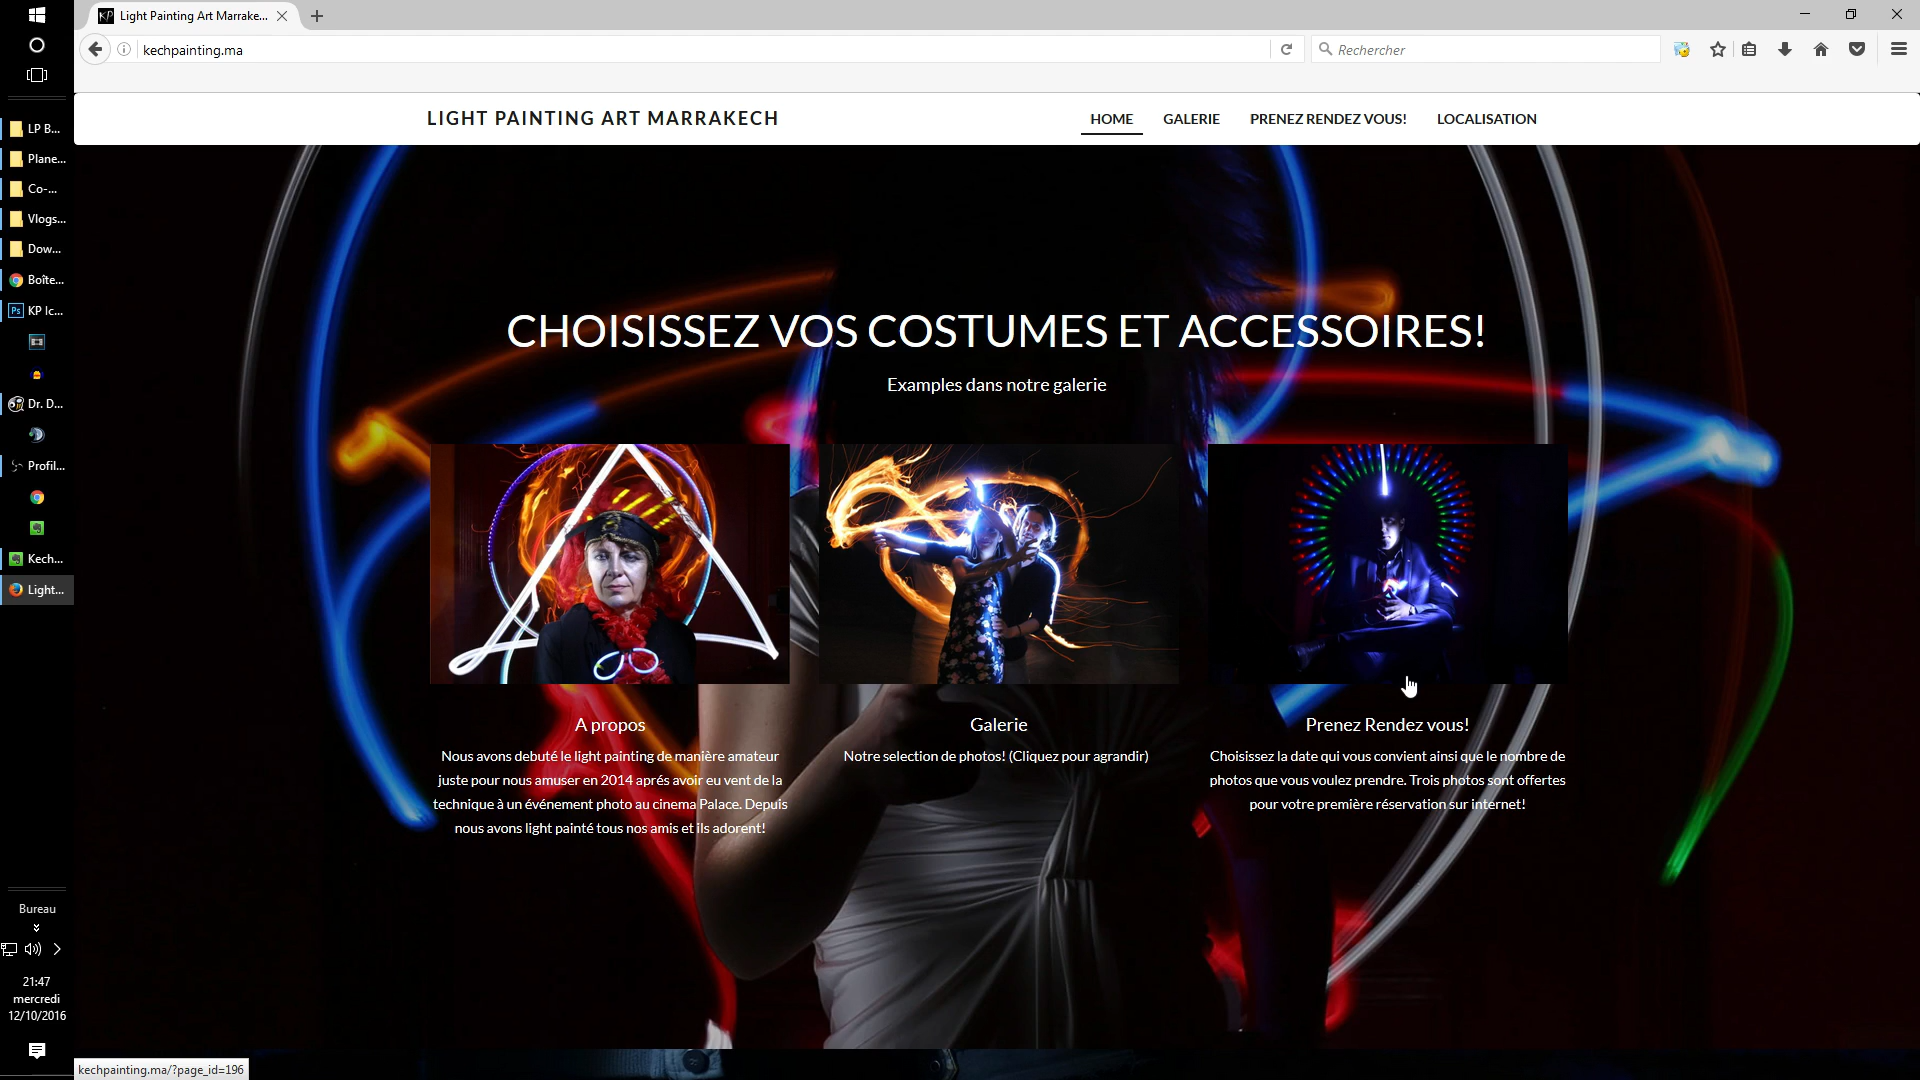 Light Painting Art Marrake...
kechpainting.ma
Rechercher
LP B...
Plane...
Co-...
Vlogs...
Dow...
Boîte...
Ps KP Ic...
Dr. D...
Profil...
Kech...
Light...
Bureau
21:47
mercredi
12/10/2016
LIGHT PAINTING ART MARRAKECH
HOME GALERIE PRENEZ RENDEZ VOUS! LOCALISATION
CHOISISSEZ VOS COSTUMES ET ACCESSOIRES!
Examples dans notre galerie
A propos
Nous avons debuté le light painting de manière amateur
juste pour nous amuser en 2014 aprés avoir eu vent de la
technique à un événement photo au cinema Palace. Depuis
nous avons light painté tous nos amis et ils adorent!
Galerie
Notre selection de photos! (Cliquez pour agrandir)
Prenez Rendez vous!
Choisissez la date qui vous convient ainsi que le nombre de
photos que vous voulez prendre. Trois photos sont offertes
pour votre première réservation sur internet!
kechpainting.ma/?page_id=196